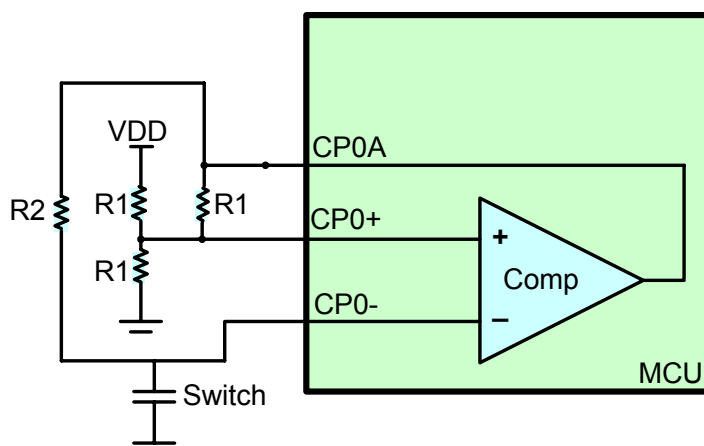 CP0A
VDD
R2
R1
R1
CP0+
R1
+
Comp
CP0-
−
Switch
MCU